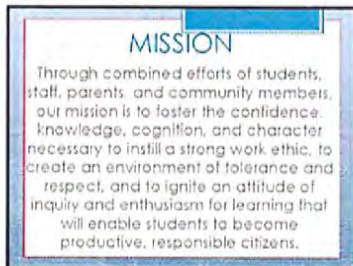 MISSION
Through combined efforts of students,
staff, parents and community members,
our mission is to foster the confidence,
knowledge, cognition, and character
necessary to instill a strong work ethic, to
create an environment of tolerance and
respect, and to ignite an attitude of
inquiry and enthusiasm for learning that
will enable students to become
productive, responsible citizens.